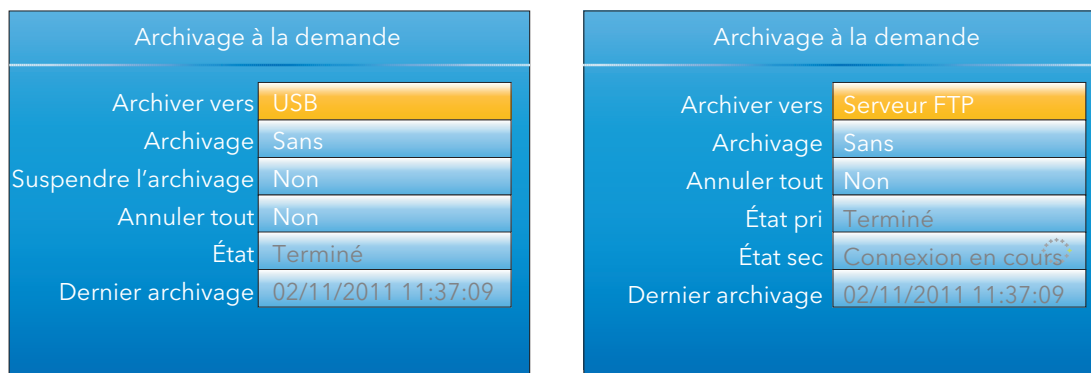 Archivage à la demande
Archiver vers USB
Archivage Sans
Suspendre l'archivage Non
Annuler tout Non
État Terminé
Dernier archivage 02/11/2011 11:37:09
Archivage à la demande
Archiver vers Serveur FTP
Archivage Sans
Annuler tout Non
État pri Terminé
État sec Connexion en cours
Dernier archivage 02/11/2011 11:37:09